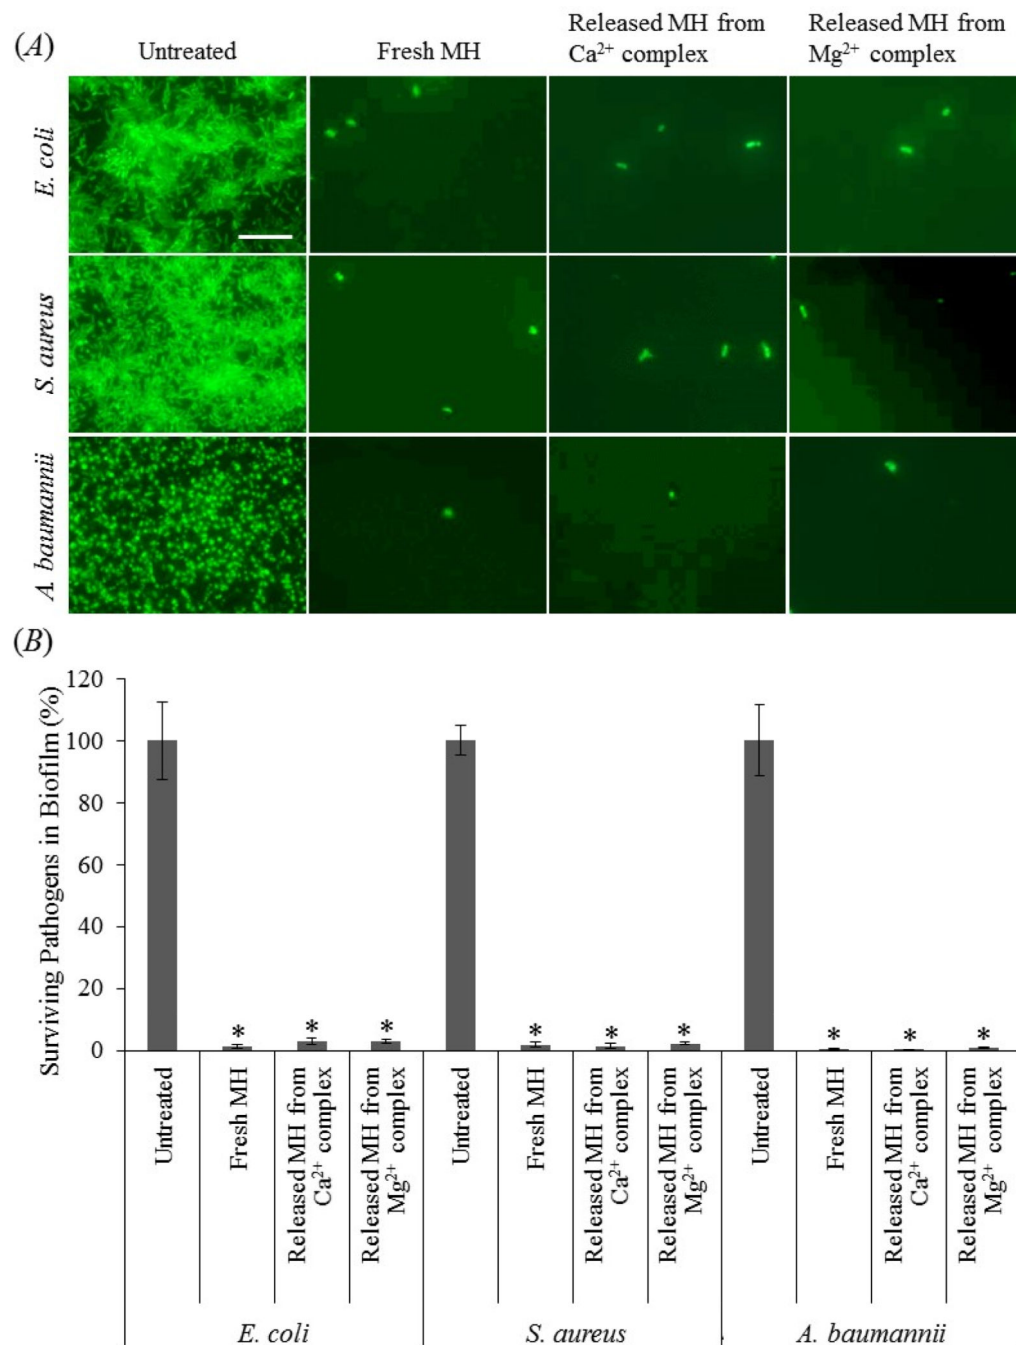 (A)
Untreated
Fresh MH
Released MH from
Ca²⁺ complex
Released MH from
Mg²⁺ complex
E. coli
S. aureus
A. baumannii
(B)
Surviving Pathogens in Biofilm (%)
120
100
80
60
40
20
0
*
*
*
*
*
*
*
*
*
Untreated
Fresh MH
Released MH from
Ca²⁺ complex
Released MH from
Mg²⁺ complex
Untreated
Fresh MH
Released MH from
Ca²⁺ complex
Released MH from
Mg²⁺ complex
Untreated
Fresh MH
Released MH from
Ca²⁺ complex
Released MH from
Mg²⁺ complex
E. coli
S. aureus
A. baumannii